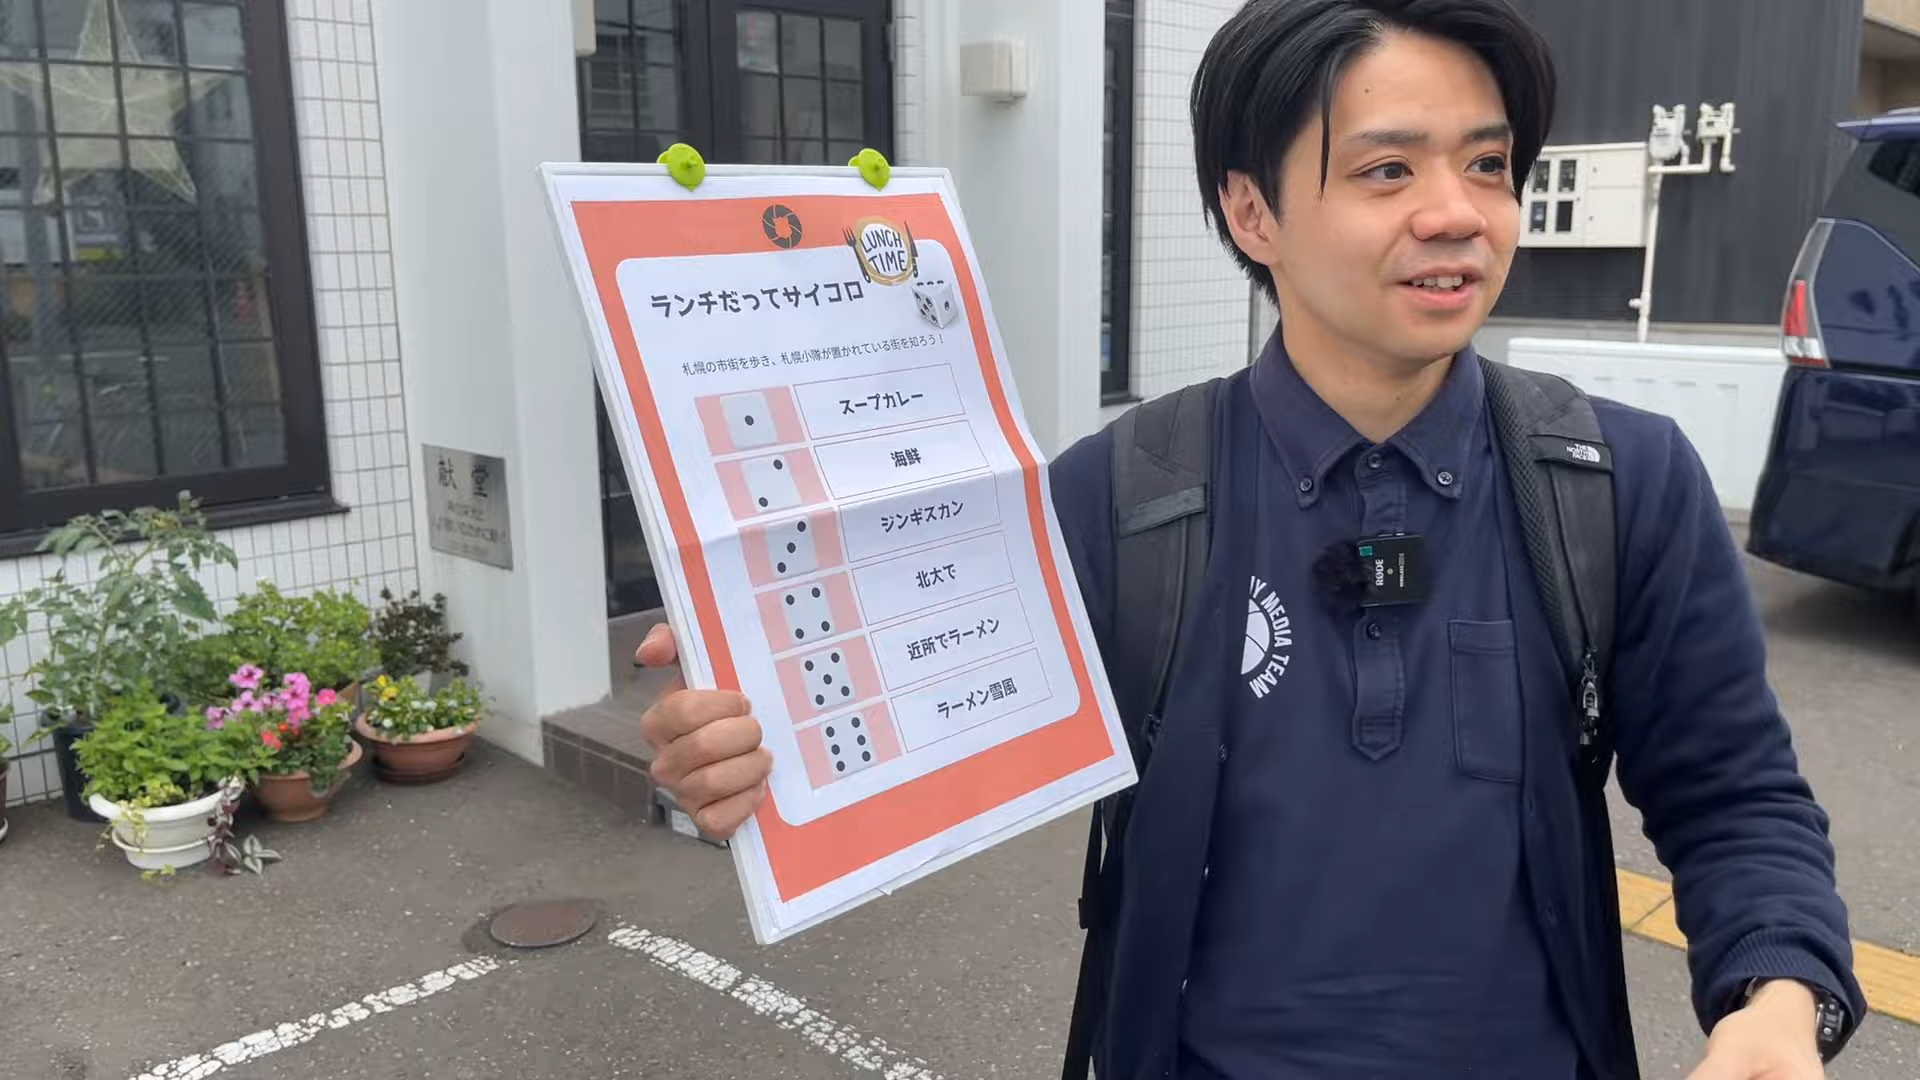 LUNCH
TIME
ランチだってサイコロ
札幌の市街を歩き、札幌小隊が置かれている街を知ろう！
スープカレー
海鮮
ジンギスカン
北大で
近所でラーメン
ラーメン雪風
献堂
THE
NORTH
FACE
RØDE
Y MEDIA TEAM